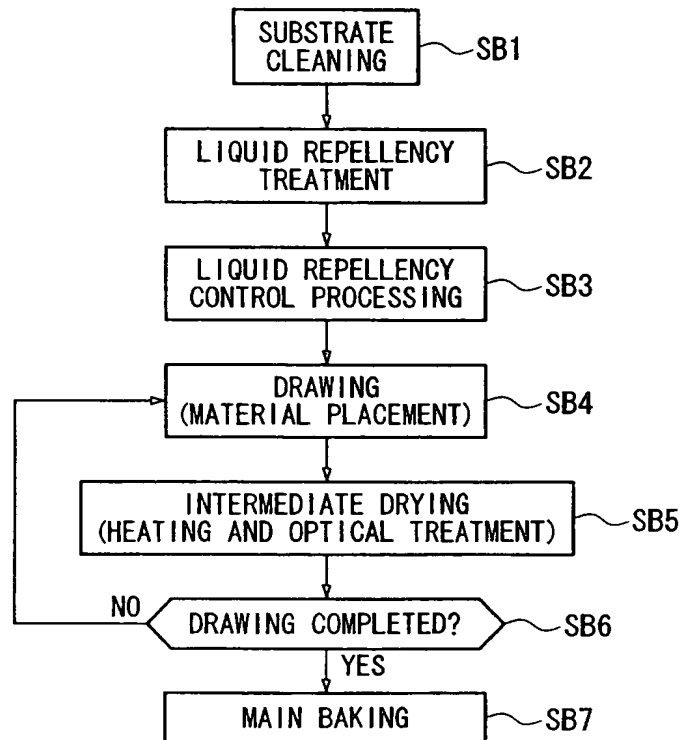 SUBSTRATE
CLEANING
SB1
LIQUID REPELLENCY
TREATMENT
SB2
LIQUID REPELLENCY
CONTROL PROCESSING
SB3
DRAWING
(MATERIAL PLACEMENT)
SB4
INTERMEDIATE DRYING
(HEATING AND OPTICAL TREATMENT)
SB5
NO
DRAWING COMPLETED?
SB6
YES
MAIN BAKING
SB7